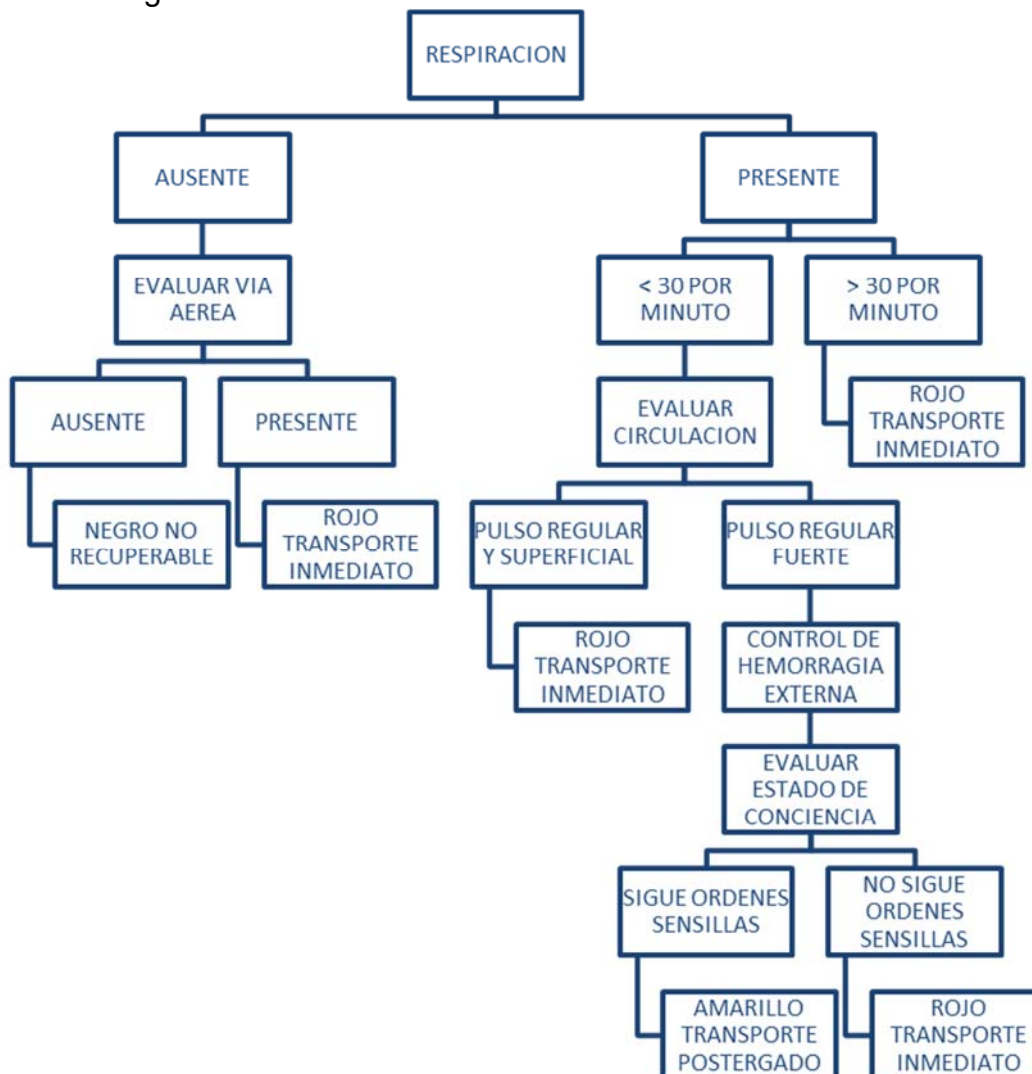 RESPIRACION
AUSENTE
PRESENTE
EVALUAR VIA
AEREA
< 30 POR
MINUTO
> 30 POR
MINUTO
AUSENTE
PRESENTE
EVALUAR
CIRCULACION
ROJO
TRANSPORTE
INMEDIATO
NEGRO NO
RECUPERABLE
ROJO
TRANSPORTE
INMEDIATO
PULSO REGULAR
Y SUPERFICIAL
PULSO REGULAR
FUERTE
ROJO
TRANSPORTE
INMEDIATO
CONTROL DE
HEMORRAGIA
EXTERNA
EVALUAR
ESTADO DE
CONCIENCIA
SIGUE ORDENES
SENSILLAS
NO SIGUE
ORDENES
SENSILLAS
AMARILLO
TRANSPORTE
POSTERGADO
ROJO
TRANSPORTE
INMEDIATO